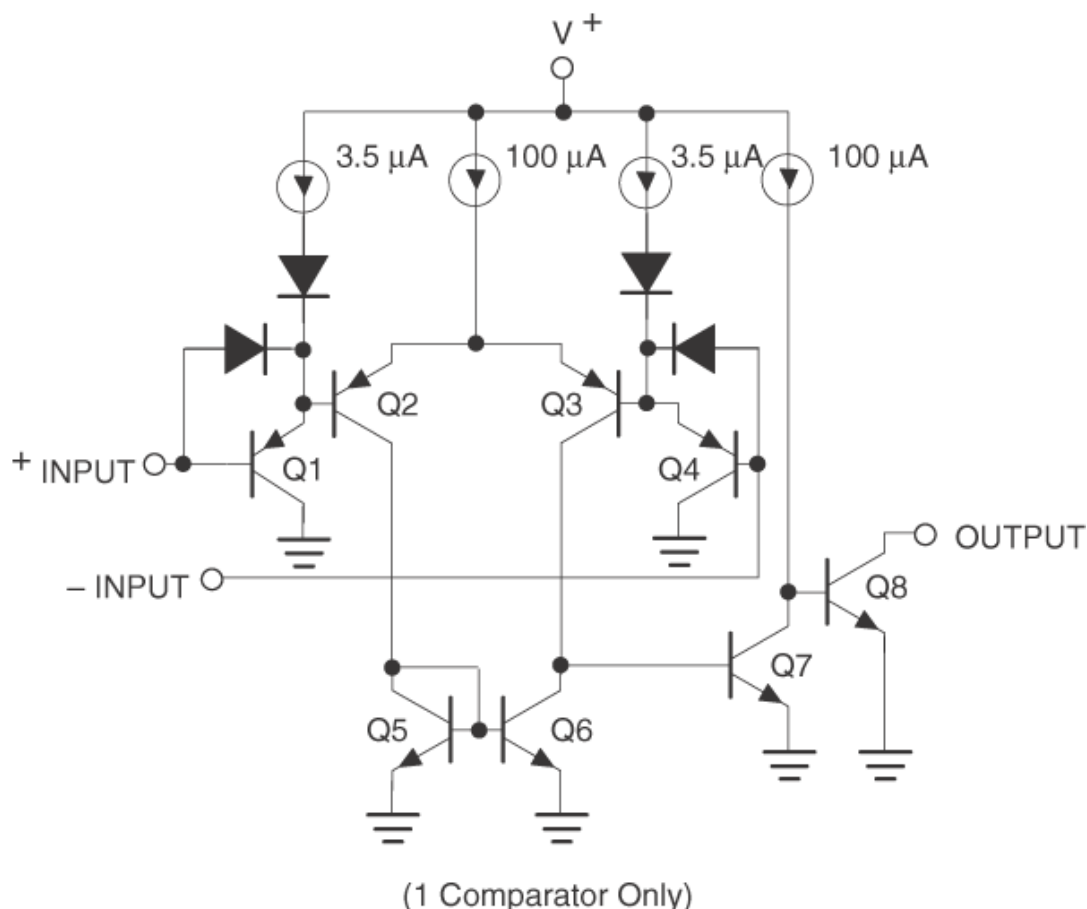 V +
3.5 μA 100 μA 3.5 μA 100 μA
Q2 Q3
+ INPUT Q1 Q4
OUTPUT
– INPUT Q8
Q7
Q5 Q6
(1 Comparator Only)